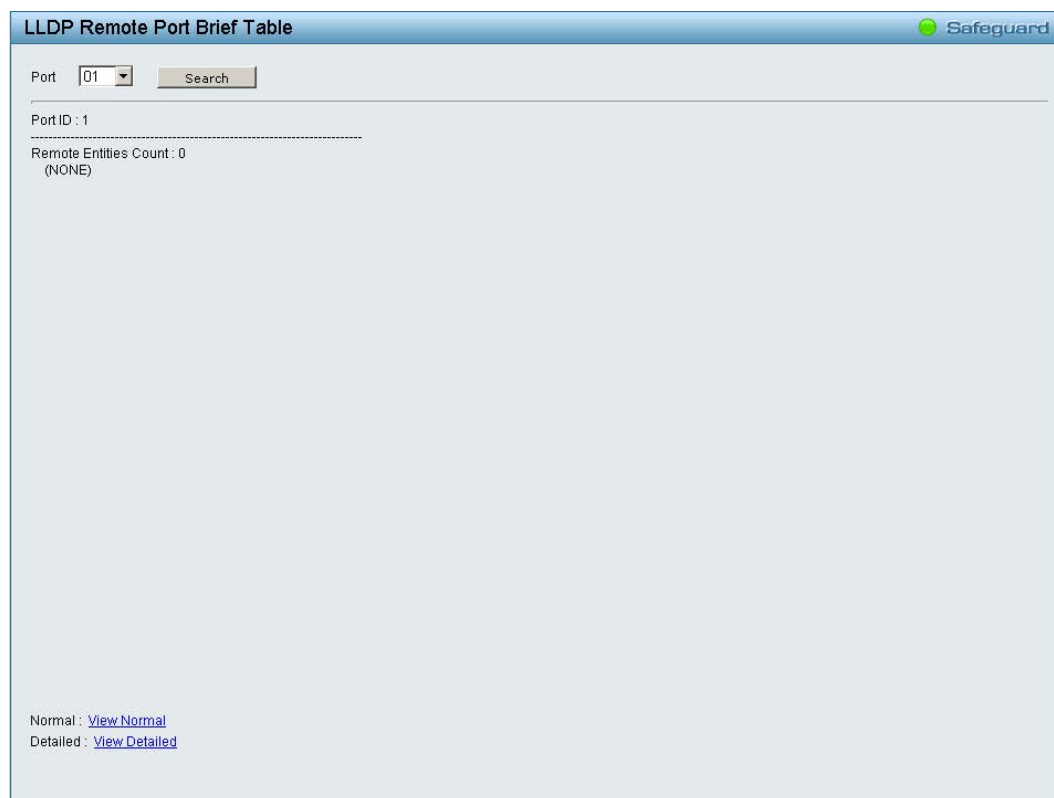 LLDP Remote Port Brief Table
Safeguard
Port 01 Search
Port ID : 1
--------------------------------------------------------------------------
Remote Entities Count : 0
(NONE)
Normal : View Normal
Detailed : View Detailed